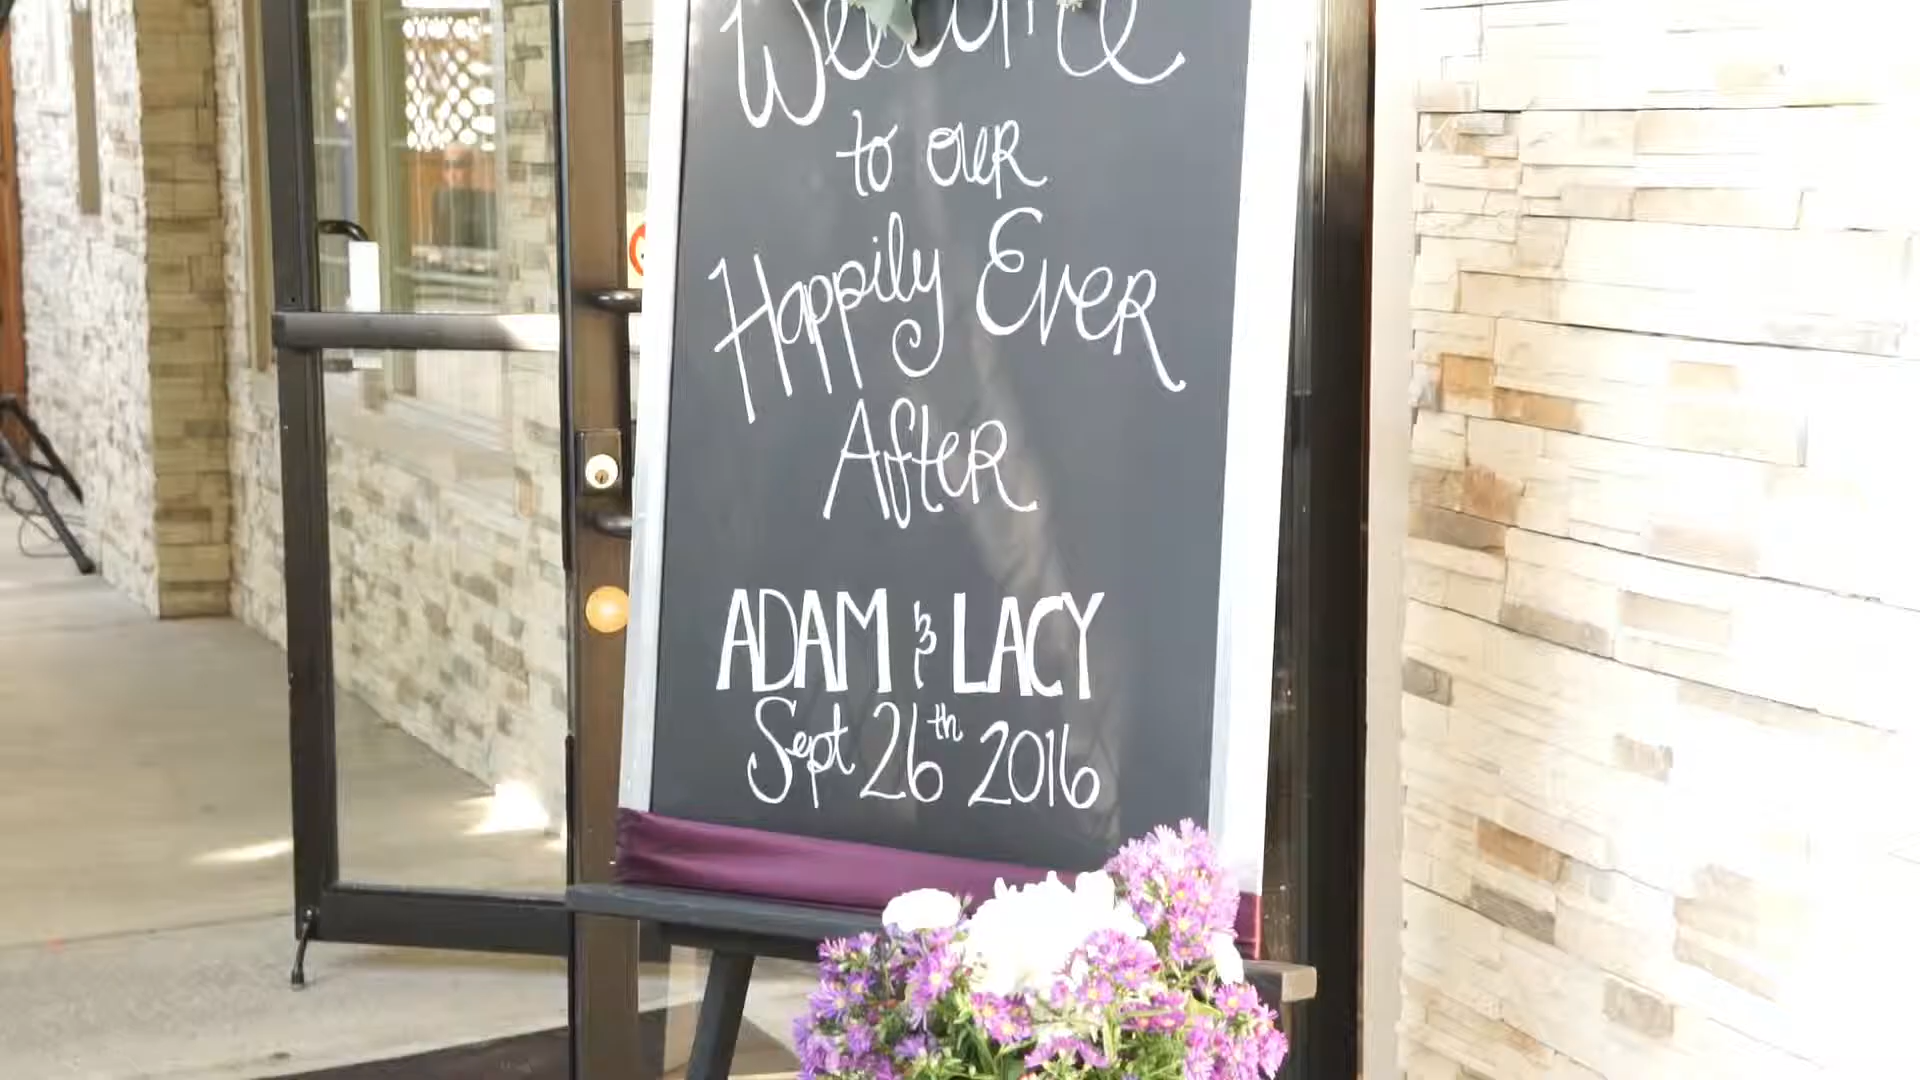 Welcome
to our
Happily Ever
After
ADAM & LACY
Sept 26th 2016